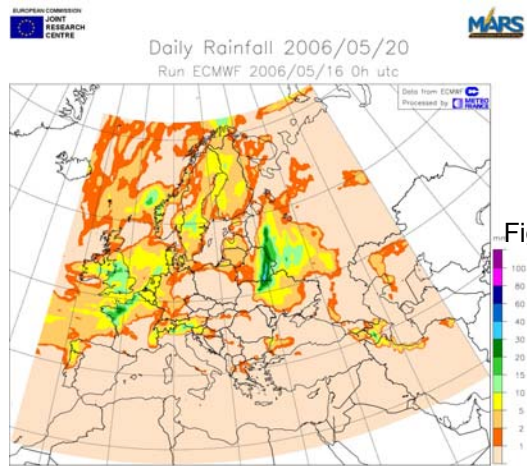 EUROPEAN COMMISSION
JOINT
RESEARCH
CENTRE
MARS
Daily Rainfall 2006/05/20
Run ECMWF 2006/05/16 0h utc
Data from ECMWF
Processed by METEO
FRANCE
Fi
mm
100
80
60
40
30
20
15
10
5
2
1